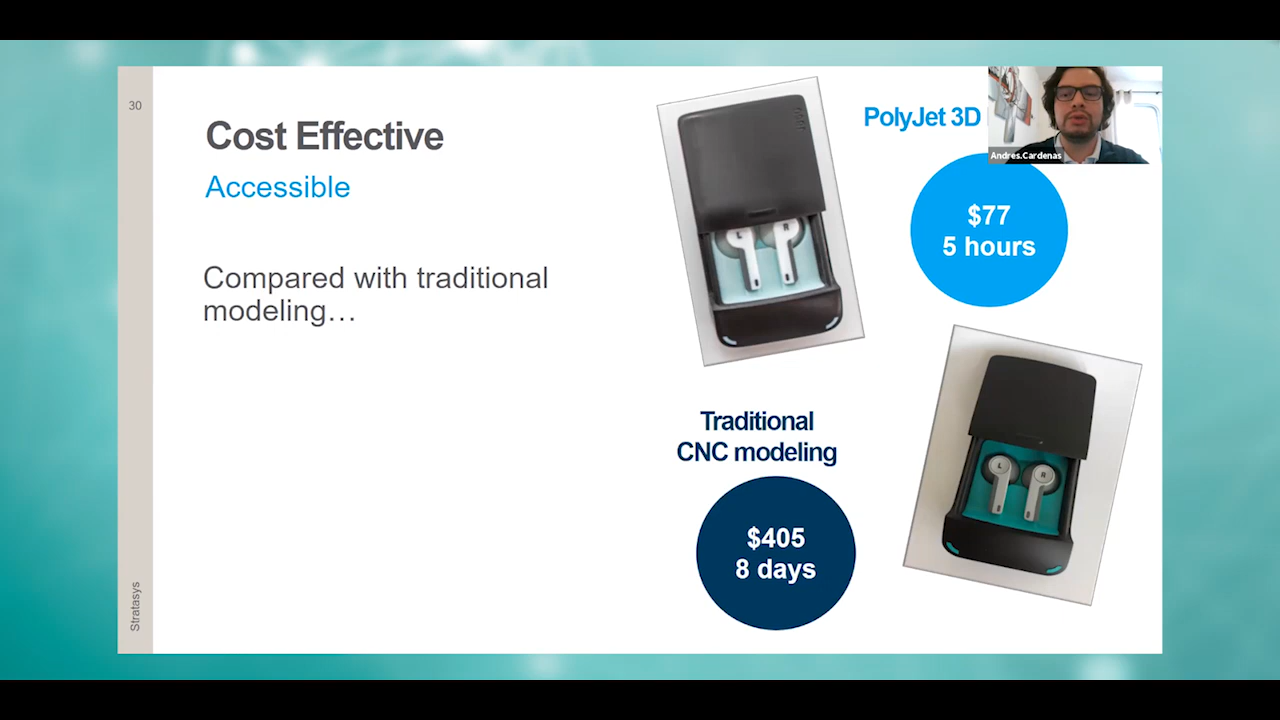 30
Cost Effective
Accessible
Compared with traditional
modeling…
PolyJet 3D
Andres.Cardenas
$77
5 hours
L R
Traditional
CNC modeling
$405
8 days
L R
Stratasys